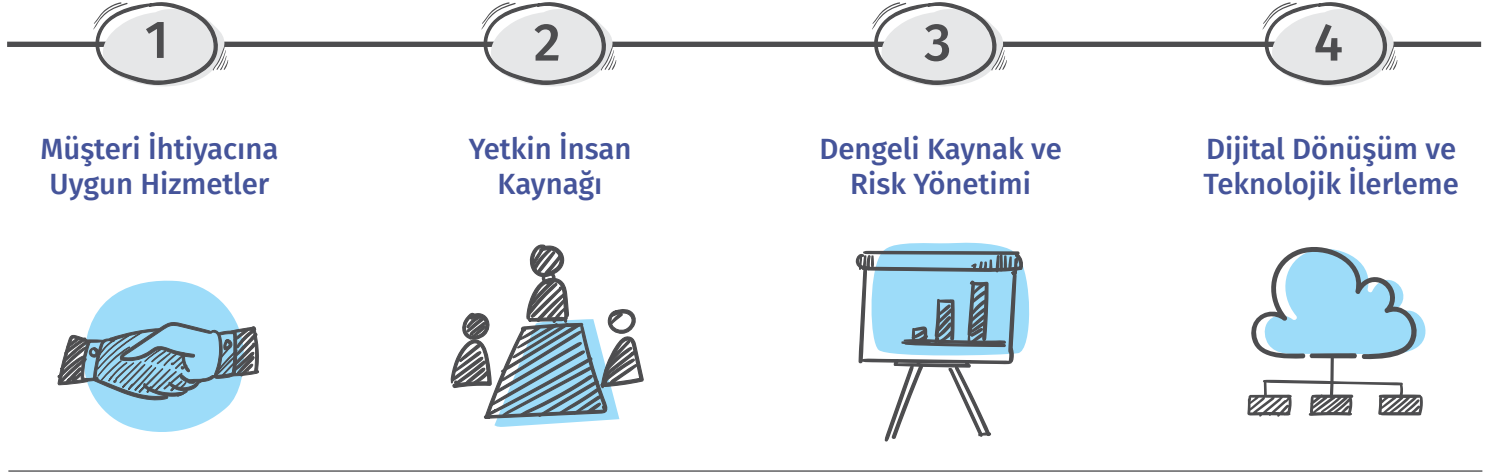 1
Müşteri İhtiyacına
Uygun Hizmetler
2
Yetkin İnsan
Kaynağı
3
Dengeli Kaynak ve
Risk Yönetimi
4
Dijital Dönüşüm ve
Teknolojik İlerleme